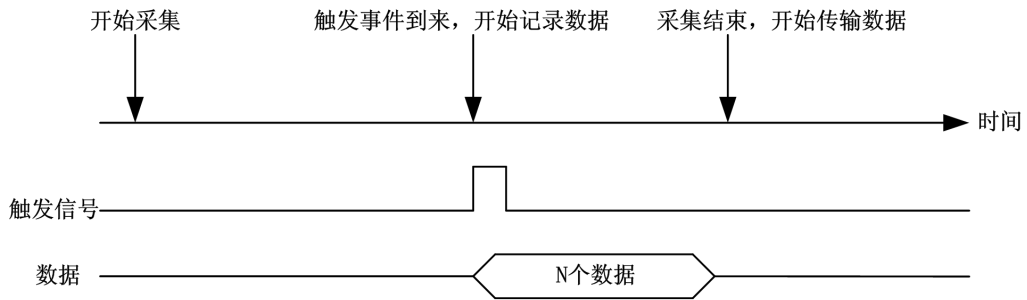 开始采集
触发事件到来，开始记录数据
采集结束，开始传输数据
时间
触发信号
数据
N个数据